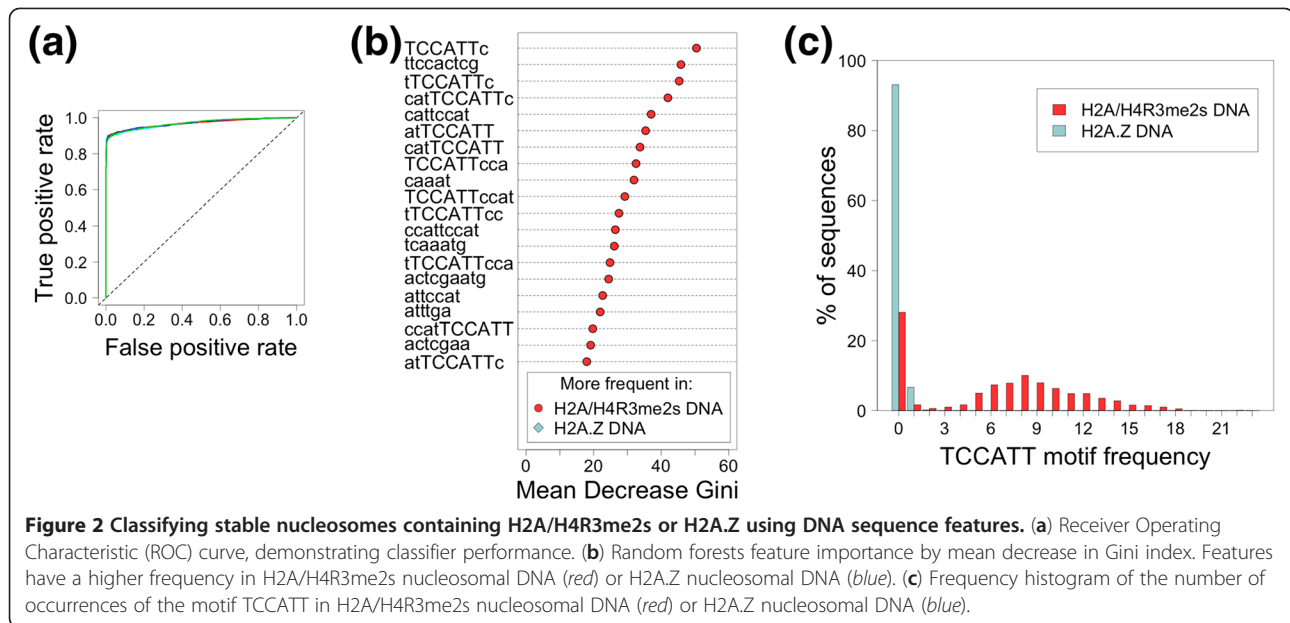 (a)
True positive rate
1.0
0.8
0.6
0.4
0.2
0.0
0.0 0.2 0.4 0.6 0.8 1.0
False positive rate
(b)
TCCATTc
ttccactcg
tTCCATTc
catTCCATTc
cattccat
atTCCATT
catTCCATT
TCCATTcca
caaat
TCCATTccat
tTCCATTcc
ccattccat
tcaaatg
tTCCATTcca
actcgaatg
attccat
atttga
ccatTCCATT
actcgaa
atTCCATTc
More frequent in:
H2A/H4R3me2s DNA
H2A.Z DNA
0 20 40 60
Mean Decrease Gini
(c)
% of sequences
100
80
60
40
20
0
H2A/H4R3me2s DNA
H2A.Z DNA
0 3 6 9 12 15 18 21
TCCATT motif frequency
Figure 2 Classifying stable nucleosomes containing H2A/H4R3me2s or H2A.Z using DNA sequence features. (a) Receiver Operating
Characteristic (ROC) curve, demonstrating classifier performance. (b) Random forests feature importance by mean decrease in Gini index. Features
have a higher frequency in H2A/H4R3me2s nucleosomal DNA (red) or H2A.Z nucleosomal DNA (blue). (c) Frequency histogram of the number of
occurrences of the motif TCCATT in H2A/H4R3me2s nucleosomal DNA (red) or H2A.Z nucleosomal DNA (blue).